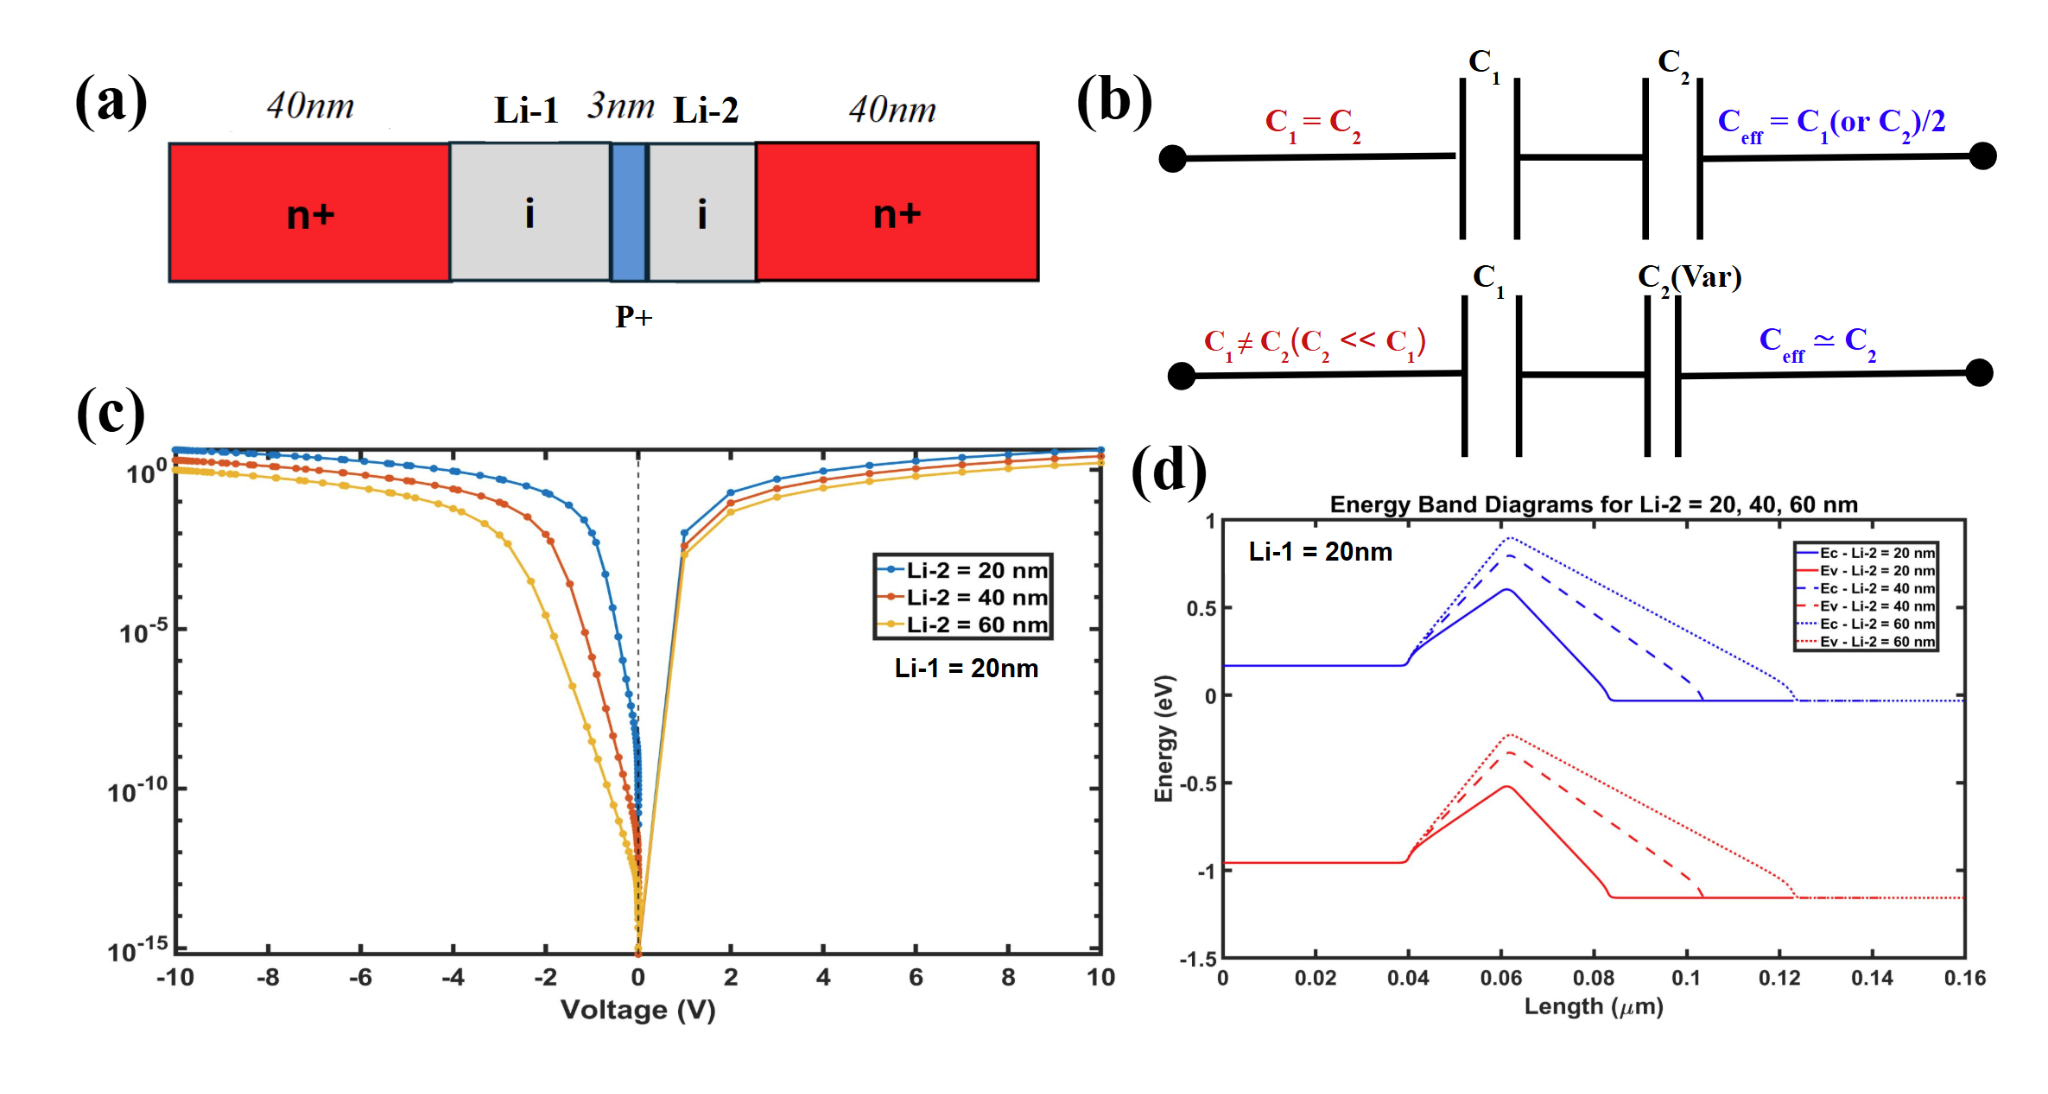 (a)
40nm Li-1 3nm Li-2 40nm
n+ i i n+
P+
(b)
C1 C2
C1 = C2 Ceff = C1(or C2)/2
C1 C2(Var)
C1 ≠ C2(C2 << C1) Ceff ≃ C2
(c)
10^0
10^-5
10^-10
10^-15
-10 -8 -6 -4 -2 0 2 4 6 8 10
Voltage (V)
Li-2 = 20 nm
Li-2 = 40 nm
Li-2 = 60 nm
Li-1 = 20nm
(d)
Energy Band Diagrams for Li-2 = 20, 40, 60 nm
Li-1 = 20nm
Ec - Li-2 = 20 nm
Ev - Li-2 = 20 nm
Ec - Li-2 = 40 nm
Ev - Li-2 = 40 nm
Ec - Li-2 = 60 nm
Ev - Li-2 = 60 nm
1
0.5
0
-0.5
-1
-1.5
Energy (eV)
0 0.02 0.04 0.06 0.08 0.1 0.12 0.14 0.16
Length (μm)